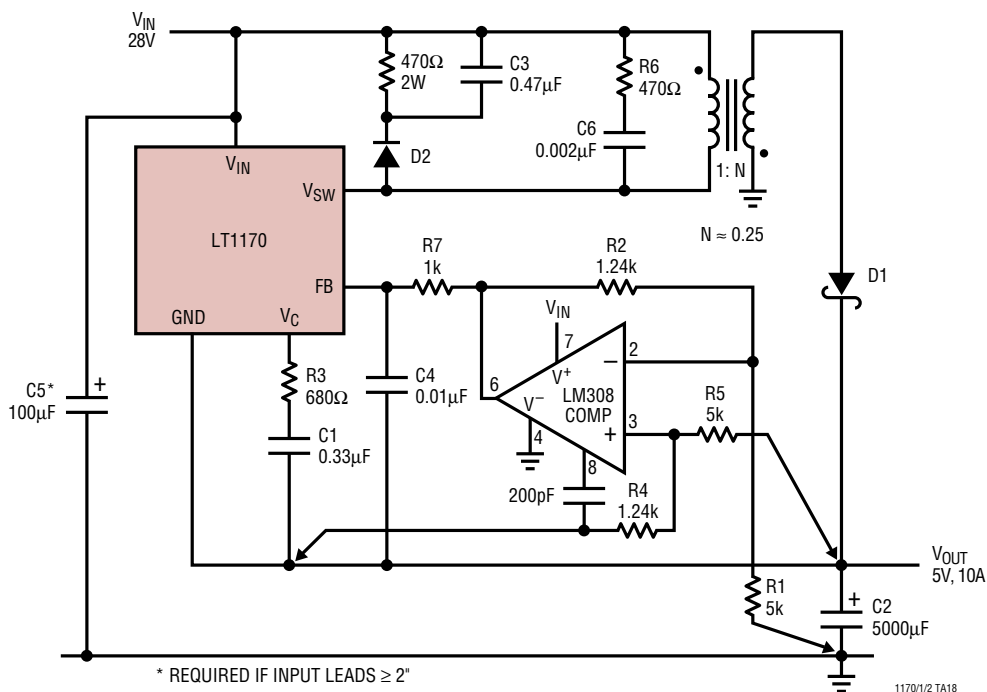 VIN
28V
470Ω
2W
C3
0.47µF
R6
470Ω
C6
0.002µF
D2
VIN
VSW
1: N
LT1170
N ≈ 0.25
R7
1k
R2
1.24k
FB
D1
GND
VC
VIN
7
2
–
V+
6
C5*
100µF
+
R3
680Ω
C4
0.01µF
V–
LM308
COMP
R5
5k
4
+
3
C1
0.33µF
8
200pF
R4
1.24k
VOUT
5V, 10A
R1
5k
+
C2
5000µF
* REQUIRED IF INPUT LEADS ≥ 2"
1170/1/2 TA18